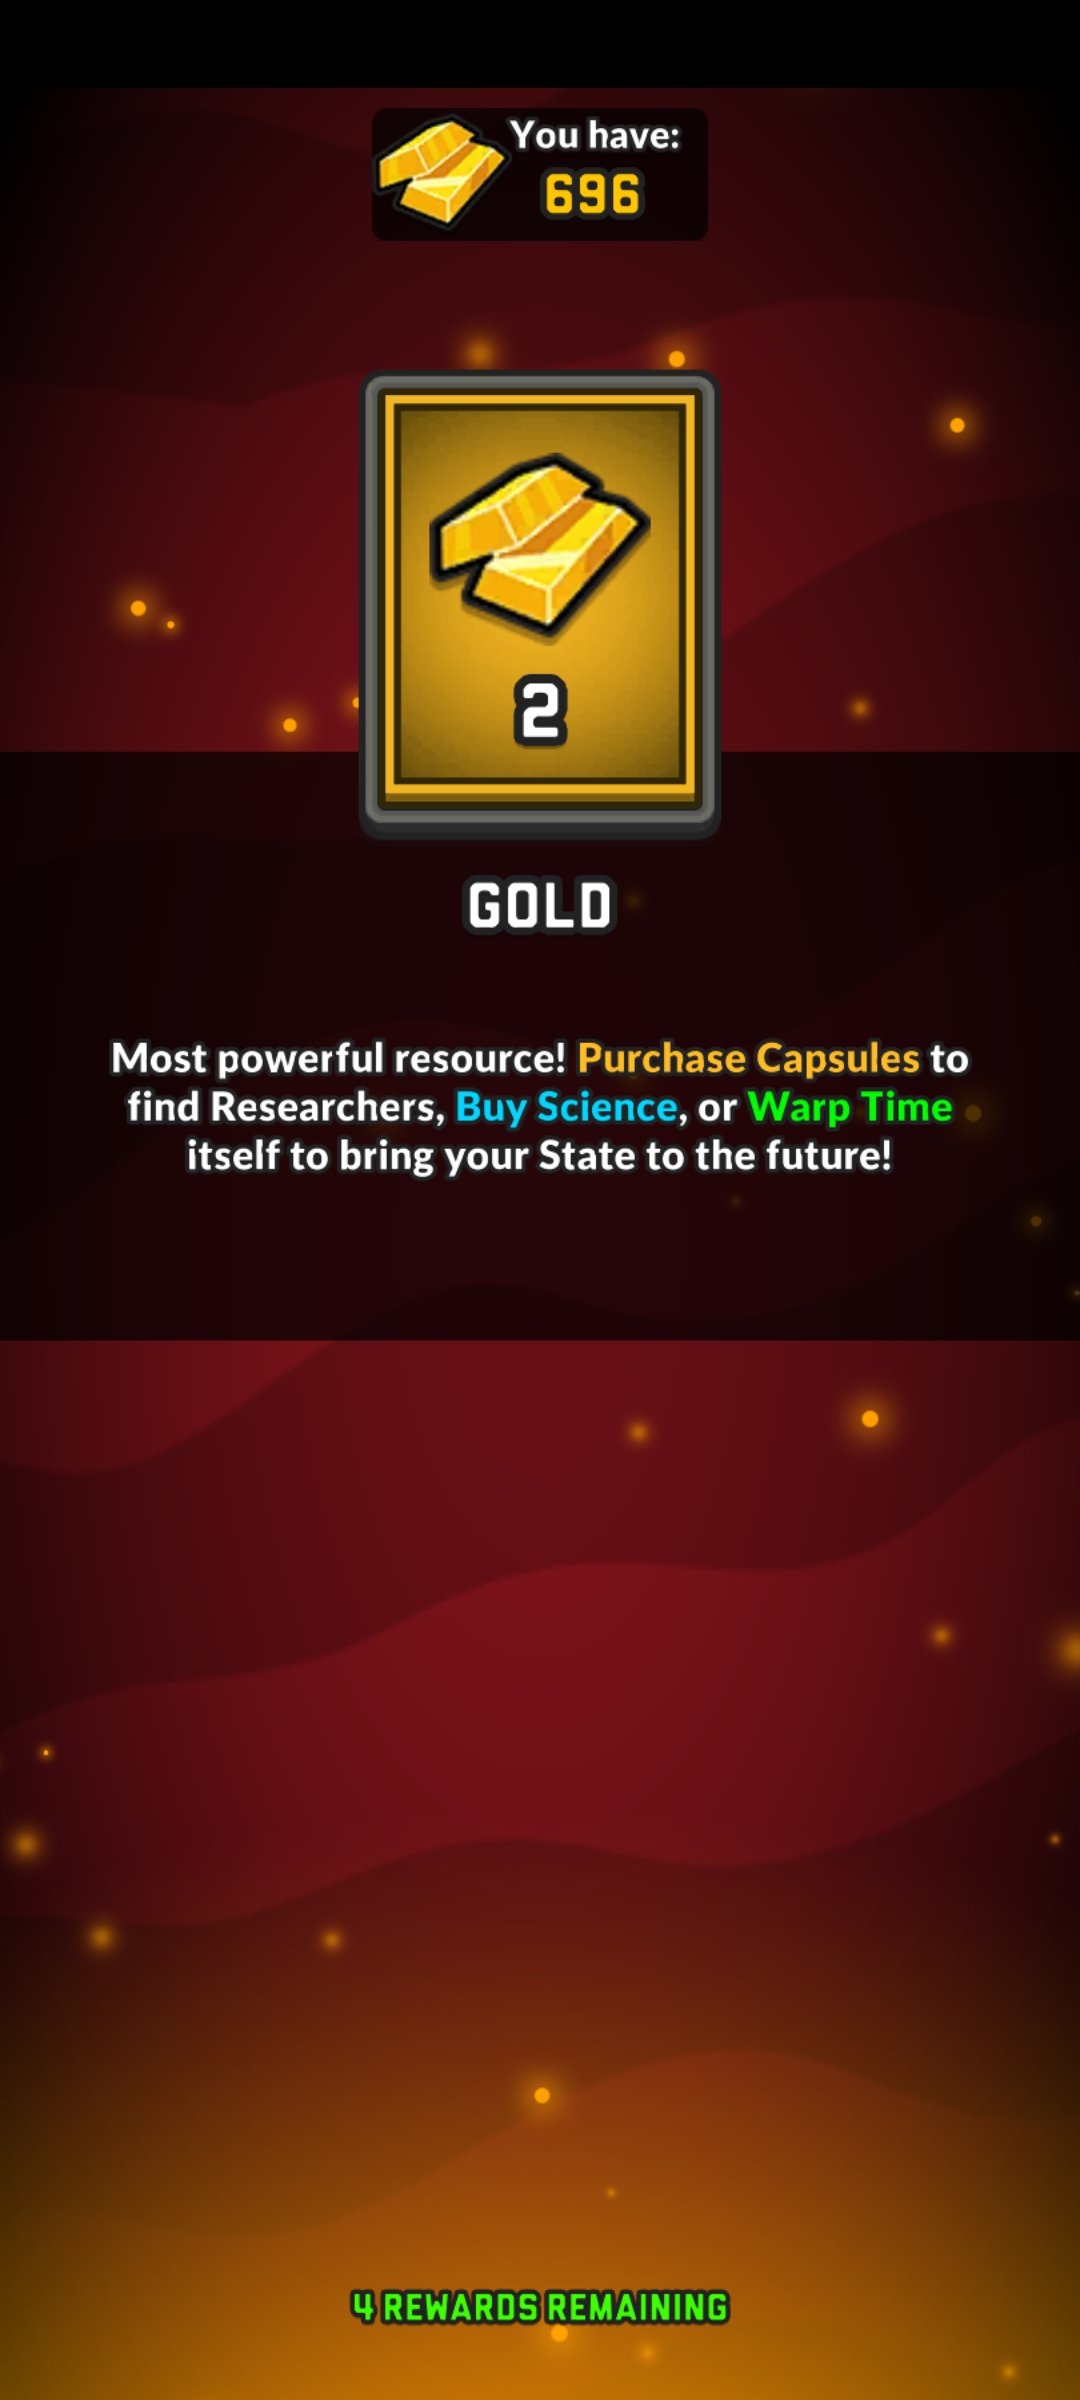 You have:
696
2
GOLD
Most powerful resource! Purchase Capsules to
find Researchers, Buy Science, or Warp Time
itself to bring your State to the future!
4 REWARDS REMAINING